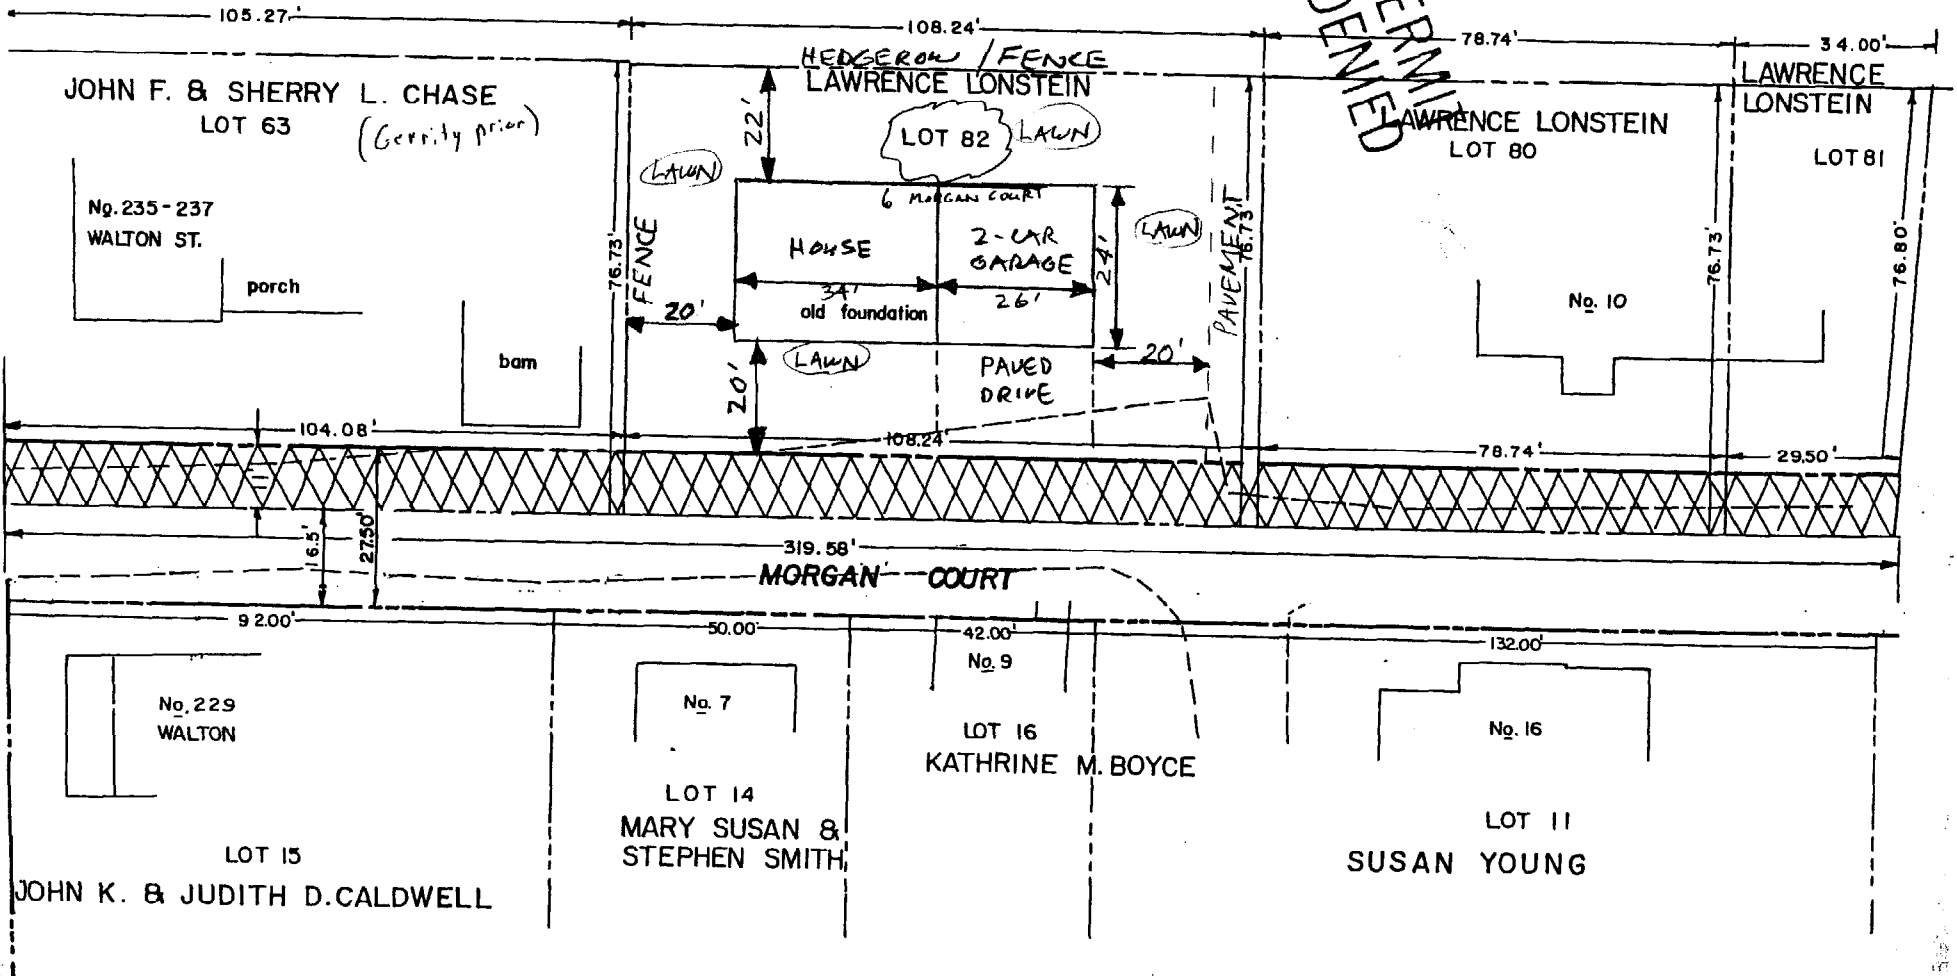 105.27'
108.24'
78.74'
34.00'
HEDGEROW / FENCE
LAWRENCE LONSTEIN
LAWRENCE
LONSTEIN
DENIED
JOHN F. & SHERRY L. CHASE
LOT 63
(Gerrity prior)
22'
LOT 82
LAWN
LAWRENCE LONSTEIN
LOT 80
LOT 81
LAWN
6 MORGAN COURT
No. 235-237
WALTON ST.
76.73'
FENCE
HOUSE
2-CAR
GARAGE
24'
LAWN
PAVEMENT
76.73'
76.73'
76.80'
porch
34'
26'
old foundation
20'
No. 10
barn
20'
LAWN
PAVED
DRIVE
20'
104.08'
108.24'
78.74'
29.50'
16.5'
27.50'
319.58'
MORGAN COURT
92.00'
50.00'
42.00'
132.00'
No. 229
WALTON
No. 7
No. 9
No. 16
LOT 16
KATHRINE M. BOYCE
LOT 14
MARY SUSAN &
STEPHEN SMITH
LOT 11
SUSAN YOUNG
LOT 15
JOHN K. & JUDITH D. CALDWELL